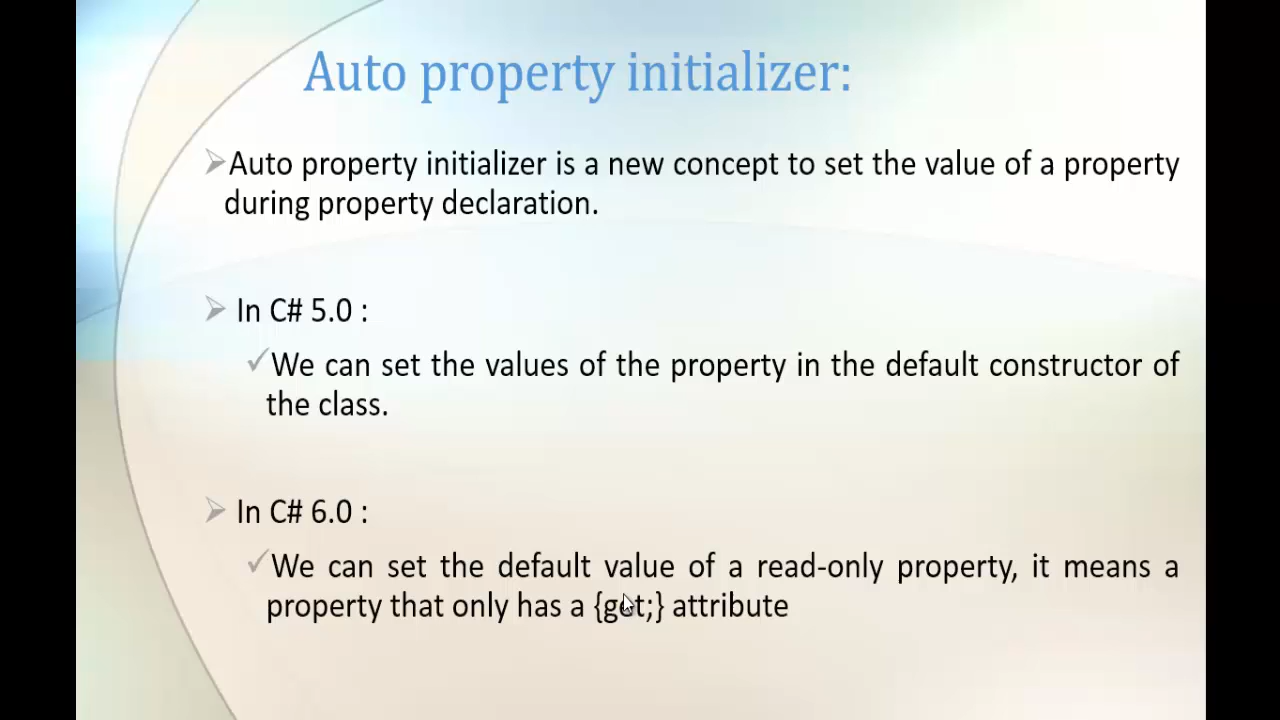 Auto property initializer:
Auto property initializer is a new concept to set the value of a property
during property declaration.
In C# 5.0 :
We can set the values of the property in the default constructor of
the class.
In C# 6.0 :
We can set the default value of a read-only property, it means a
property that only has a {get;} attribute